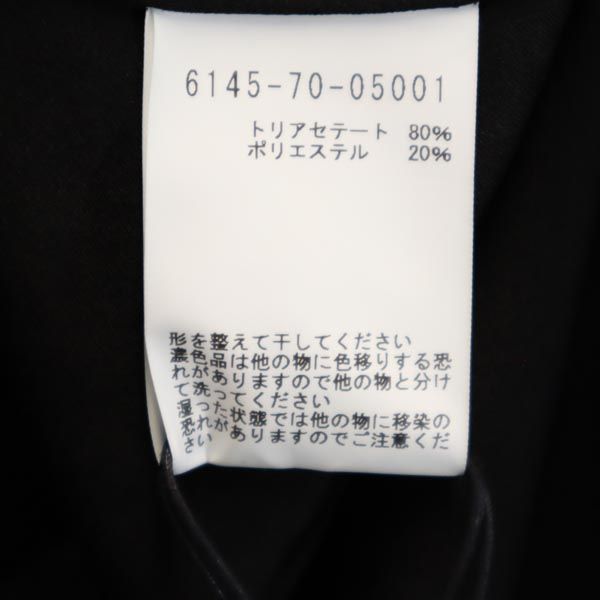 6145-70-05001
トリアセテート 80%
ポリエステル 20%
形を整えて干してください
濃色品は他の物に色移りする恐
れがありますので他の物と分け
て洗ってください
湿った状態では他の物に移染の
恐れがありますのでご注意くだ
さい